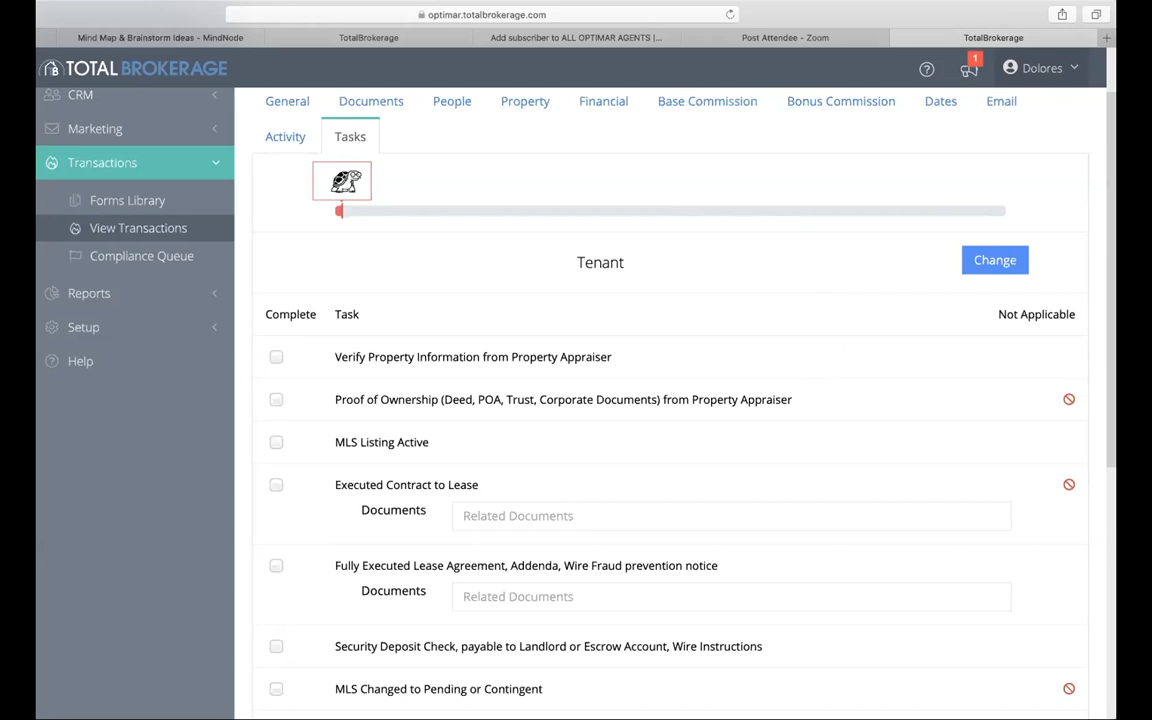 optimar.totalbrokerage.com
Mind Map & Brainstorm Ideas - MindNode
TotalBrokerage
Add subscriber to ALL OPTIMAR AGENTS |...
Post Attendee - Zoom
TotalBrokerage
TOTAL BROKERAGE
1
Dolores
CRM
Marketing
Transactions
Forms Library
View Transactions
Compliance Queue
Reports
Setup
Help
General
Documents
People
Property
Financial
Base Commission
Bonus Commission
Dates
Email
Activity
Tasks
Tenant
Change
Complete
Task
Not Applicable
Verify Property Information from Property Appraiser
Proof of Ownership (Deed, POA, Trust, Corporate Documents) from Property Appraiser
MLS Listing Active
Executed Contract to Lease
Documents
Related Documents
Fully Executed Lease Agreement, Addenda, Wire Fraud prevention notice
Documents
Related Documents
Security Deposit Check, payable to Landlord or Escrow Account, Wire Instructions
MLS Changed to Pending or Contingent